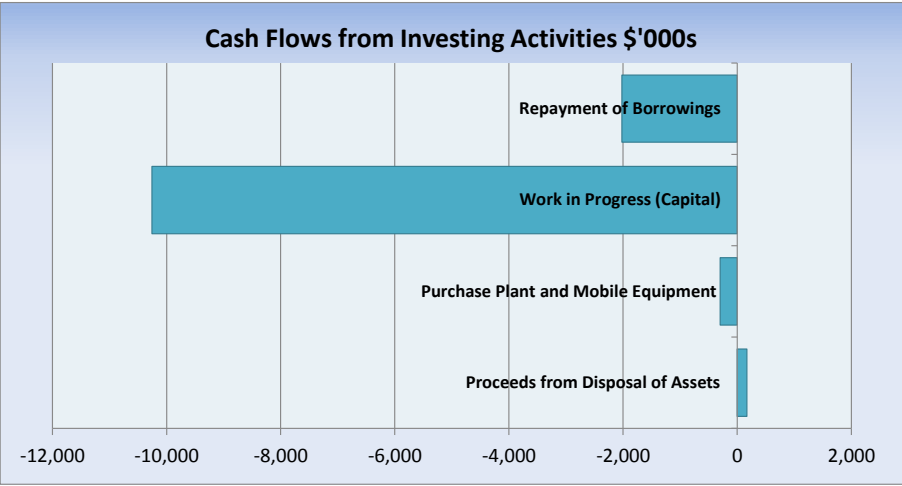 Cash Flows from Investing Activities $'000s
Repayment of Borrowings
Work in Progress (Capital)
Purchase Plant and Mobile Equipment
Proceeds from Disposal of Assets
-12,000 -10,000 -8,000 -6,000 -4,000 -2,000 0 2,000